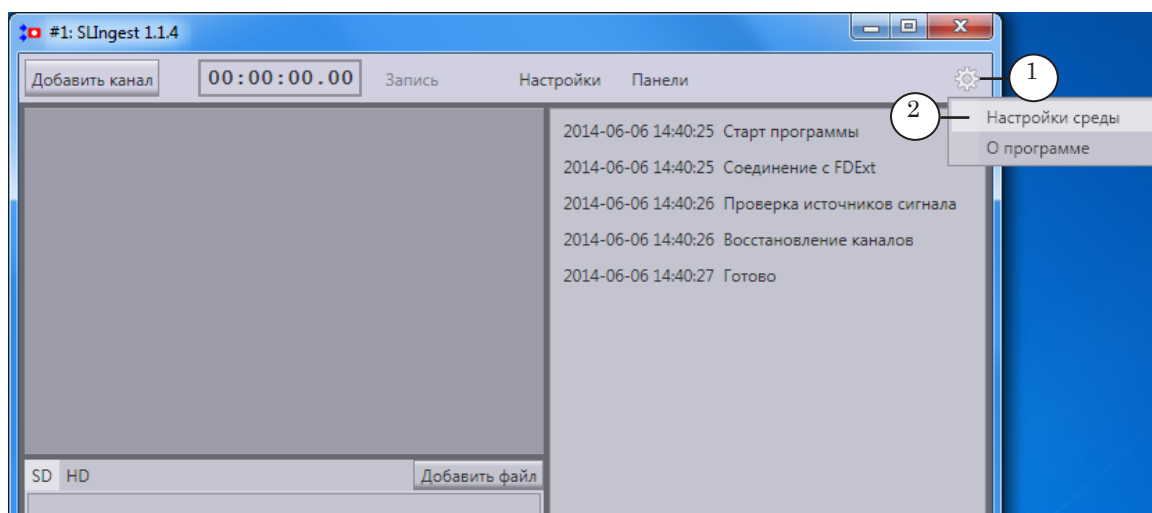 #1: SLIngest 1.1.4
Добавить канал 00:00:00.00 Запись Настройки Панели
1
2
Настройки среды
О программе
2014-06-06 14:40:25 Старт программы
2014-06-06 14:40:25 Соединение с FDExt
2014-06-06 14:40:26 Проверка источников сигнала
2014-06-06 14:40:26 Восстановление каналов
2014-06-06 14:40:27 Готово
SD HD Добавить файл